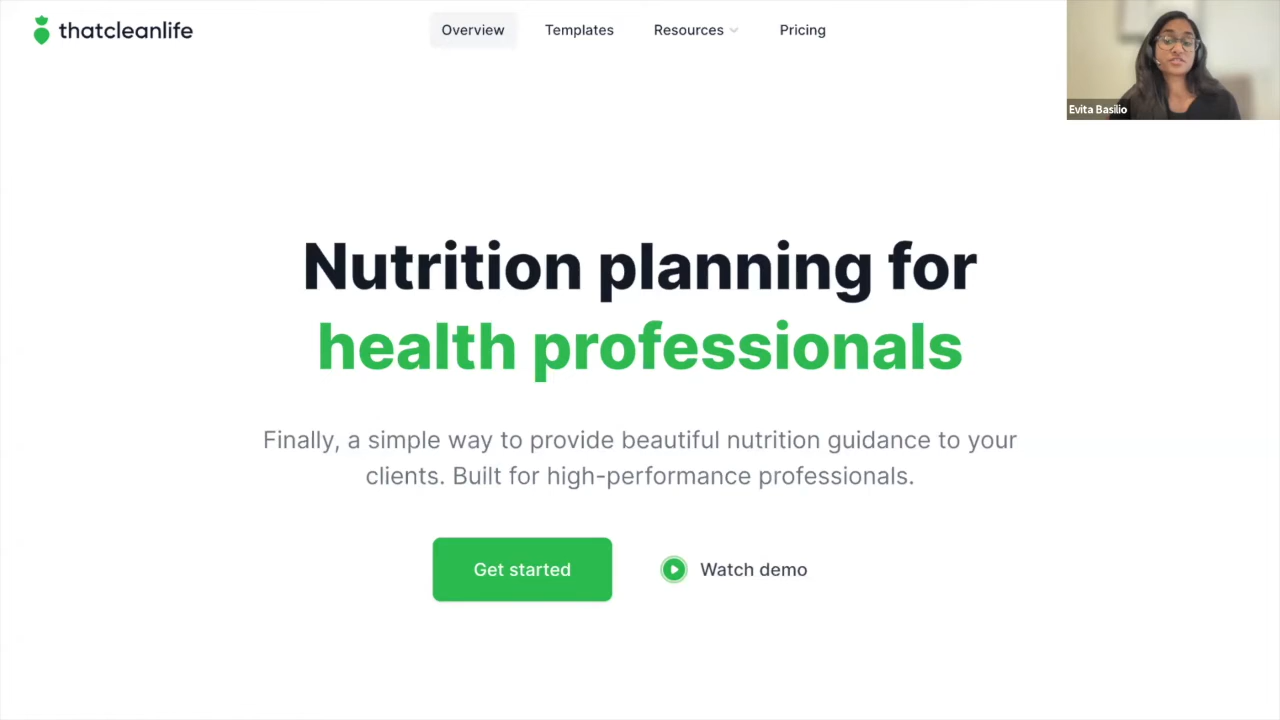 thatcleanlife
Overview
Templates
Resources
Pricing
Evita Basilio
Nutrition planning for
health professionals
Finally, a simple way to provide beautiful nutrition guidance to your
clients. Built for high-performance professionals.
Get started
Watch demo